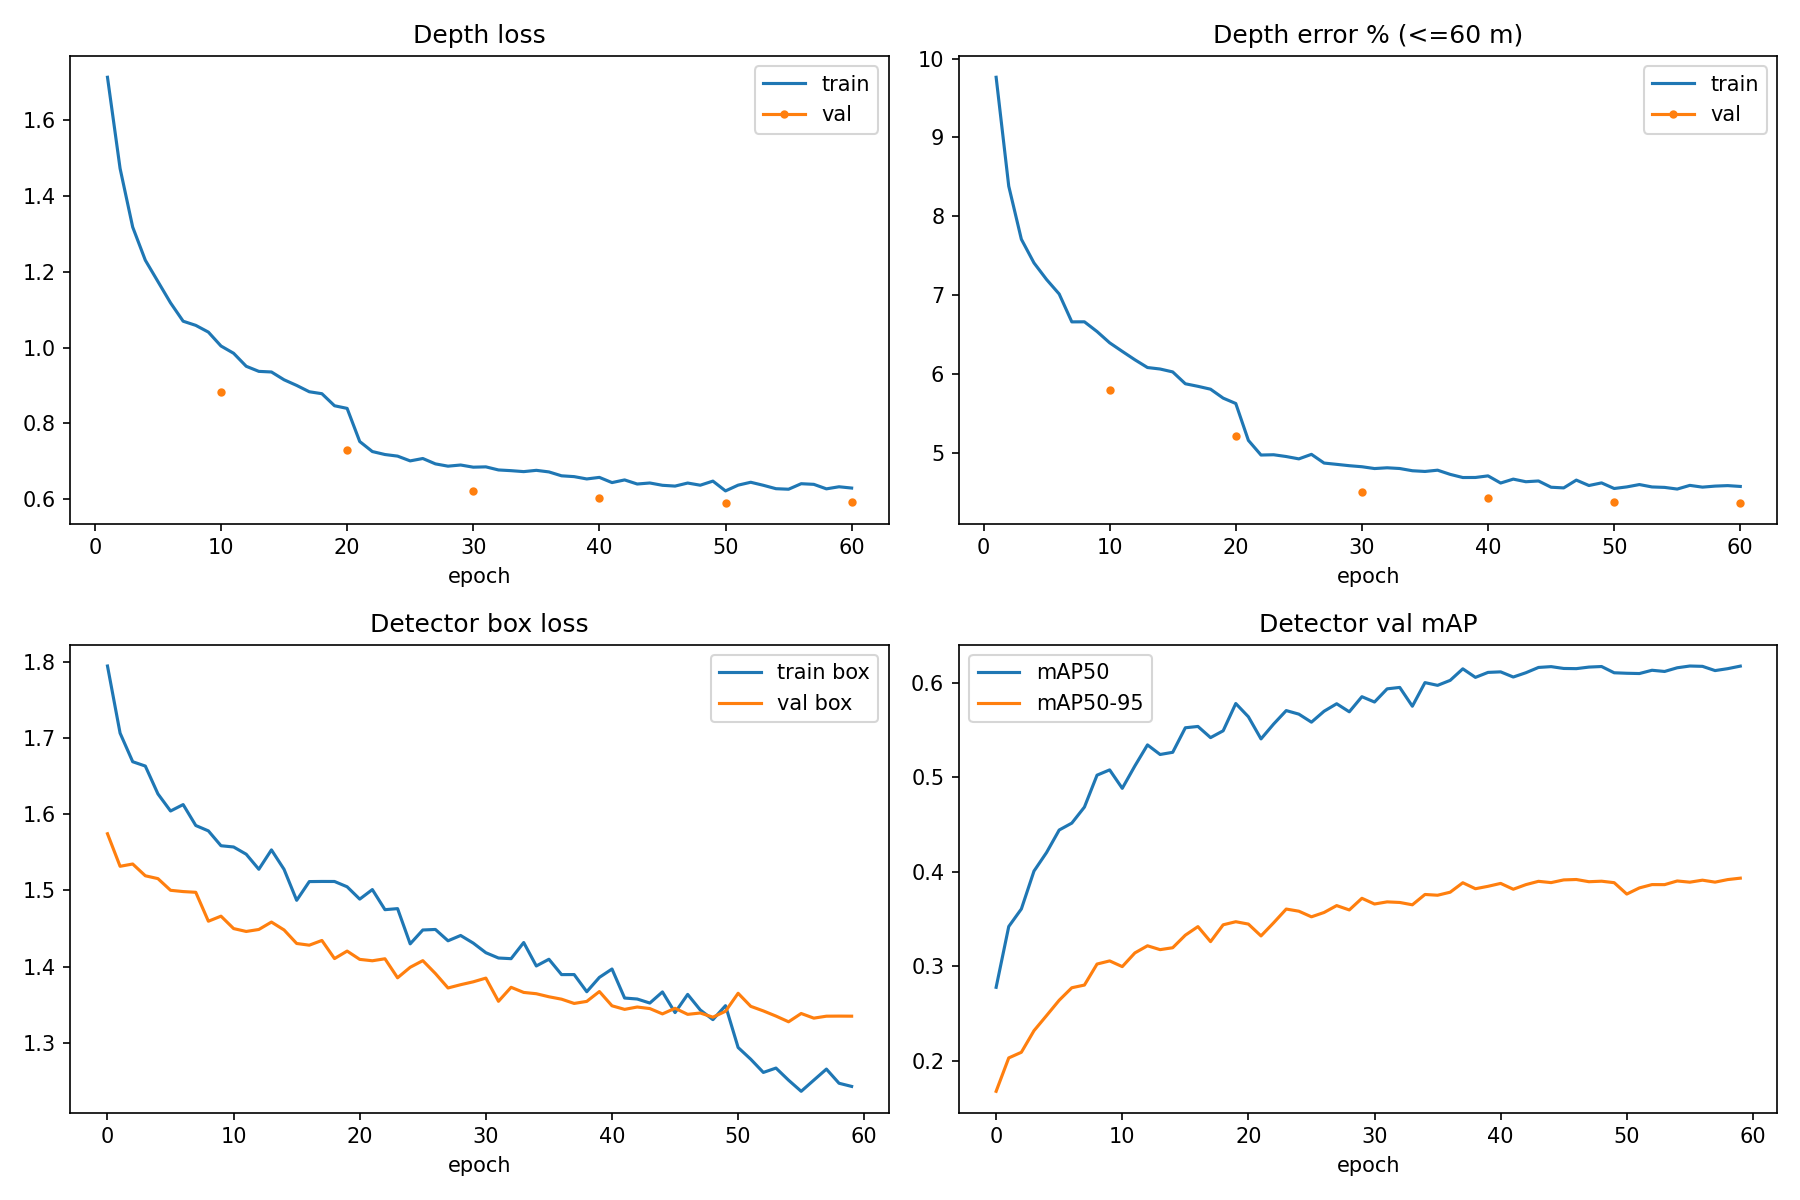 Depth loss
train
val
1.6
1.4
1.2
1.0
0.8
0.6
0 10 20 30 40 50 60
epoch
Depth error % (<=60 m)
train
val
10
9
8
7
6
5
0 10 20 30 40 50 60
epoch
Detector box loss
train box
val box
1.8
1.7
1.6
1.5
1.4
1.3
0 10 20 30 40 50 60
epoch
Detector val mAP
mAP50
mAP50-95
0.6
0.5
0.4
0.3
0.2
0 10 20 30 40 50 60
epoch